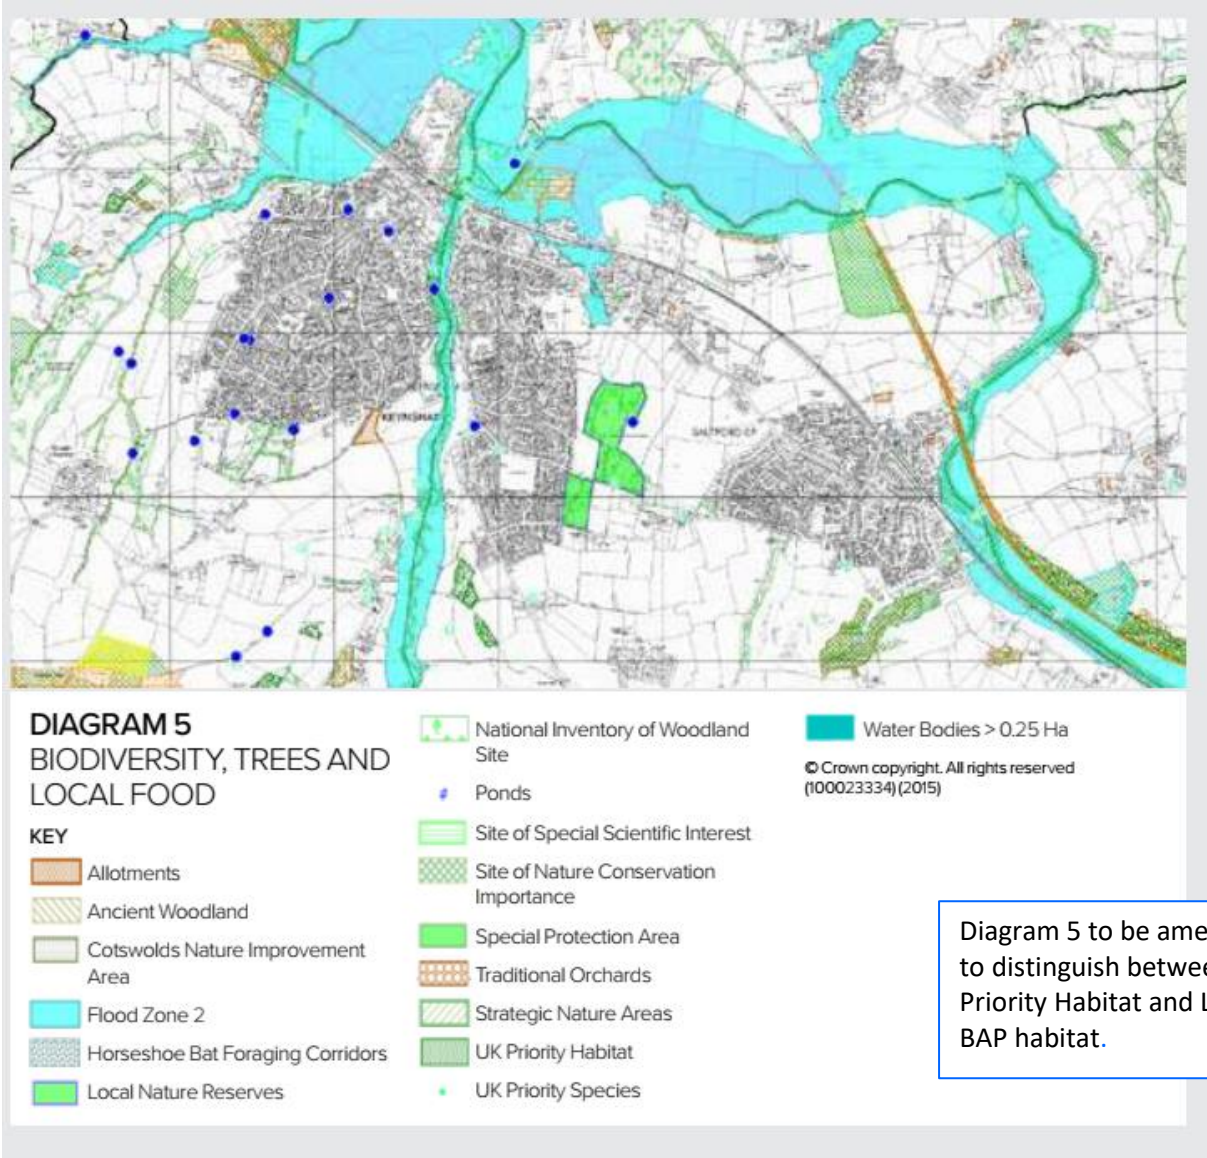 KEYNSHAM
SALTFORD CP
DIAGRAM 5
BIODIVERSITY, TREES AND
LOCAL FOOD
KEY
Allotments
Ancient Woodland
Cotswolds Nature Improvement
Area
Flood Zone 2
Horseshoe Bat Foraging Corridors
Local Nature Reserves
National Inventory of Woodland
Site
Ponds
Site of Special Scientific Interest
Site of Nature Conservation
Importance
Special Protection Area
Traditional Orchards
Strategic Nature Areas
UK Priority Habitat
UK Priority Species
Water Bodies > 0.25 Ha
© Crown copyright. All rights reserved
(100023334) (2015)
Diagram 5 to be ame
to distinguish betwee
Priority Habitat and L
BAP habitat.